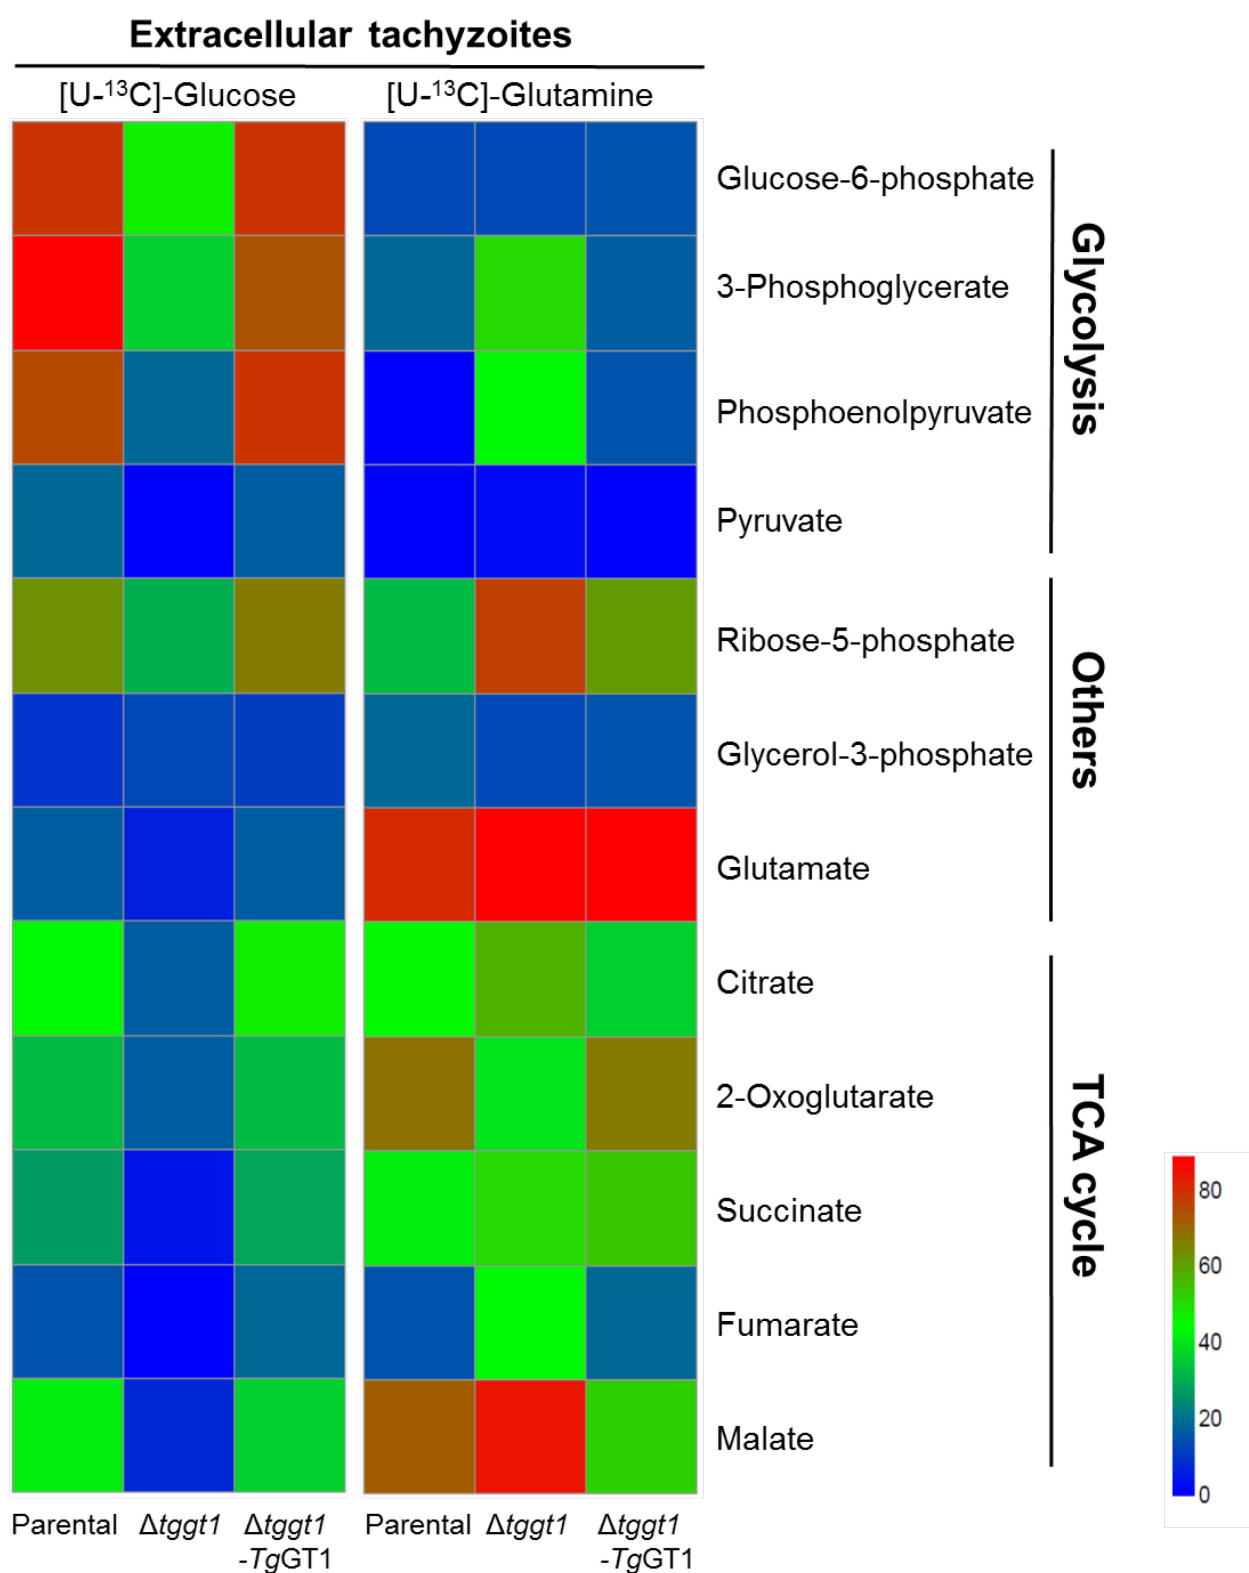 Extracellular tachyzoites
[U-¹³C]-Glucose
[U-¹³C]-Glutamine
Glucose-6-phosphate
3-Phosphoglycerate
Phosphoenolpyruvate
Pyruvate
Glycolysis
Ribose-5-phosphate
Glycerol-3-phosphate
Glutamate
Others
Citrate
2-Oxoglutarate
Succinate
Fumarate
Malate
TCA cycle
80
60
40
20
0
Parental
Δtggt1
Δtggt1
-TgGT1
Parental
Δtggt1
Δtggt1
-TgGT1